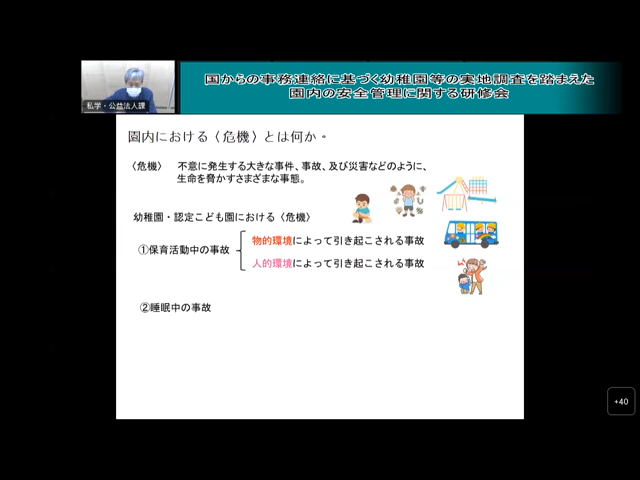 国からの事務連絡に基づく幼稚園等の実地調査を踏まえた
園内の安全管理に関する研修会
私学・公益法人課
園内における〈危機〉とは何か。
〈危機〉 不意に発生する大きな事件、事故、及び災害などのように、
生命を脅かすさまざまな事態。
幼稚園・認定こども園における〈危機〉
①保育活動中の事故
物的環境によって引き起こされる事故
人的環境によって引き起こされる事故
②睡眠中の事故
+40